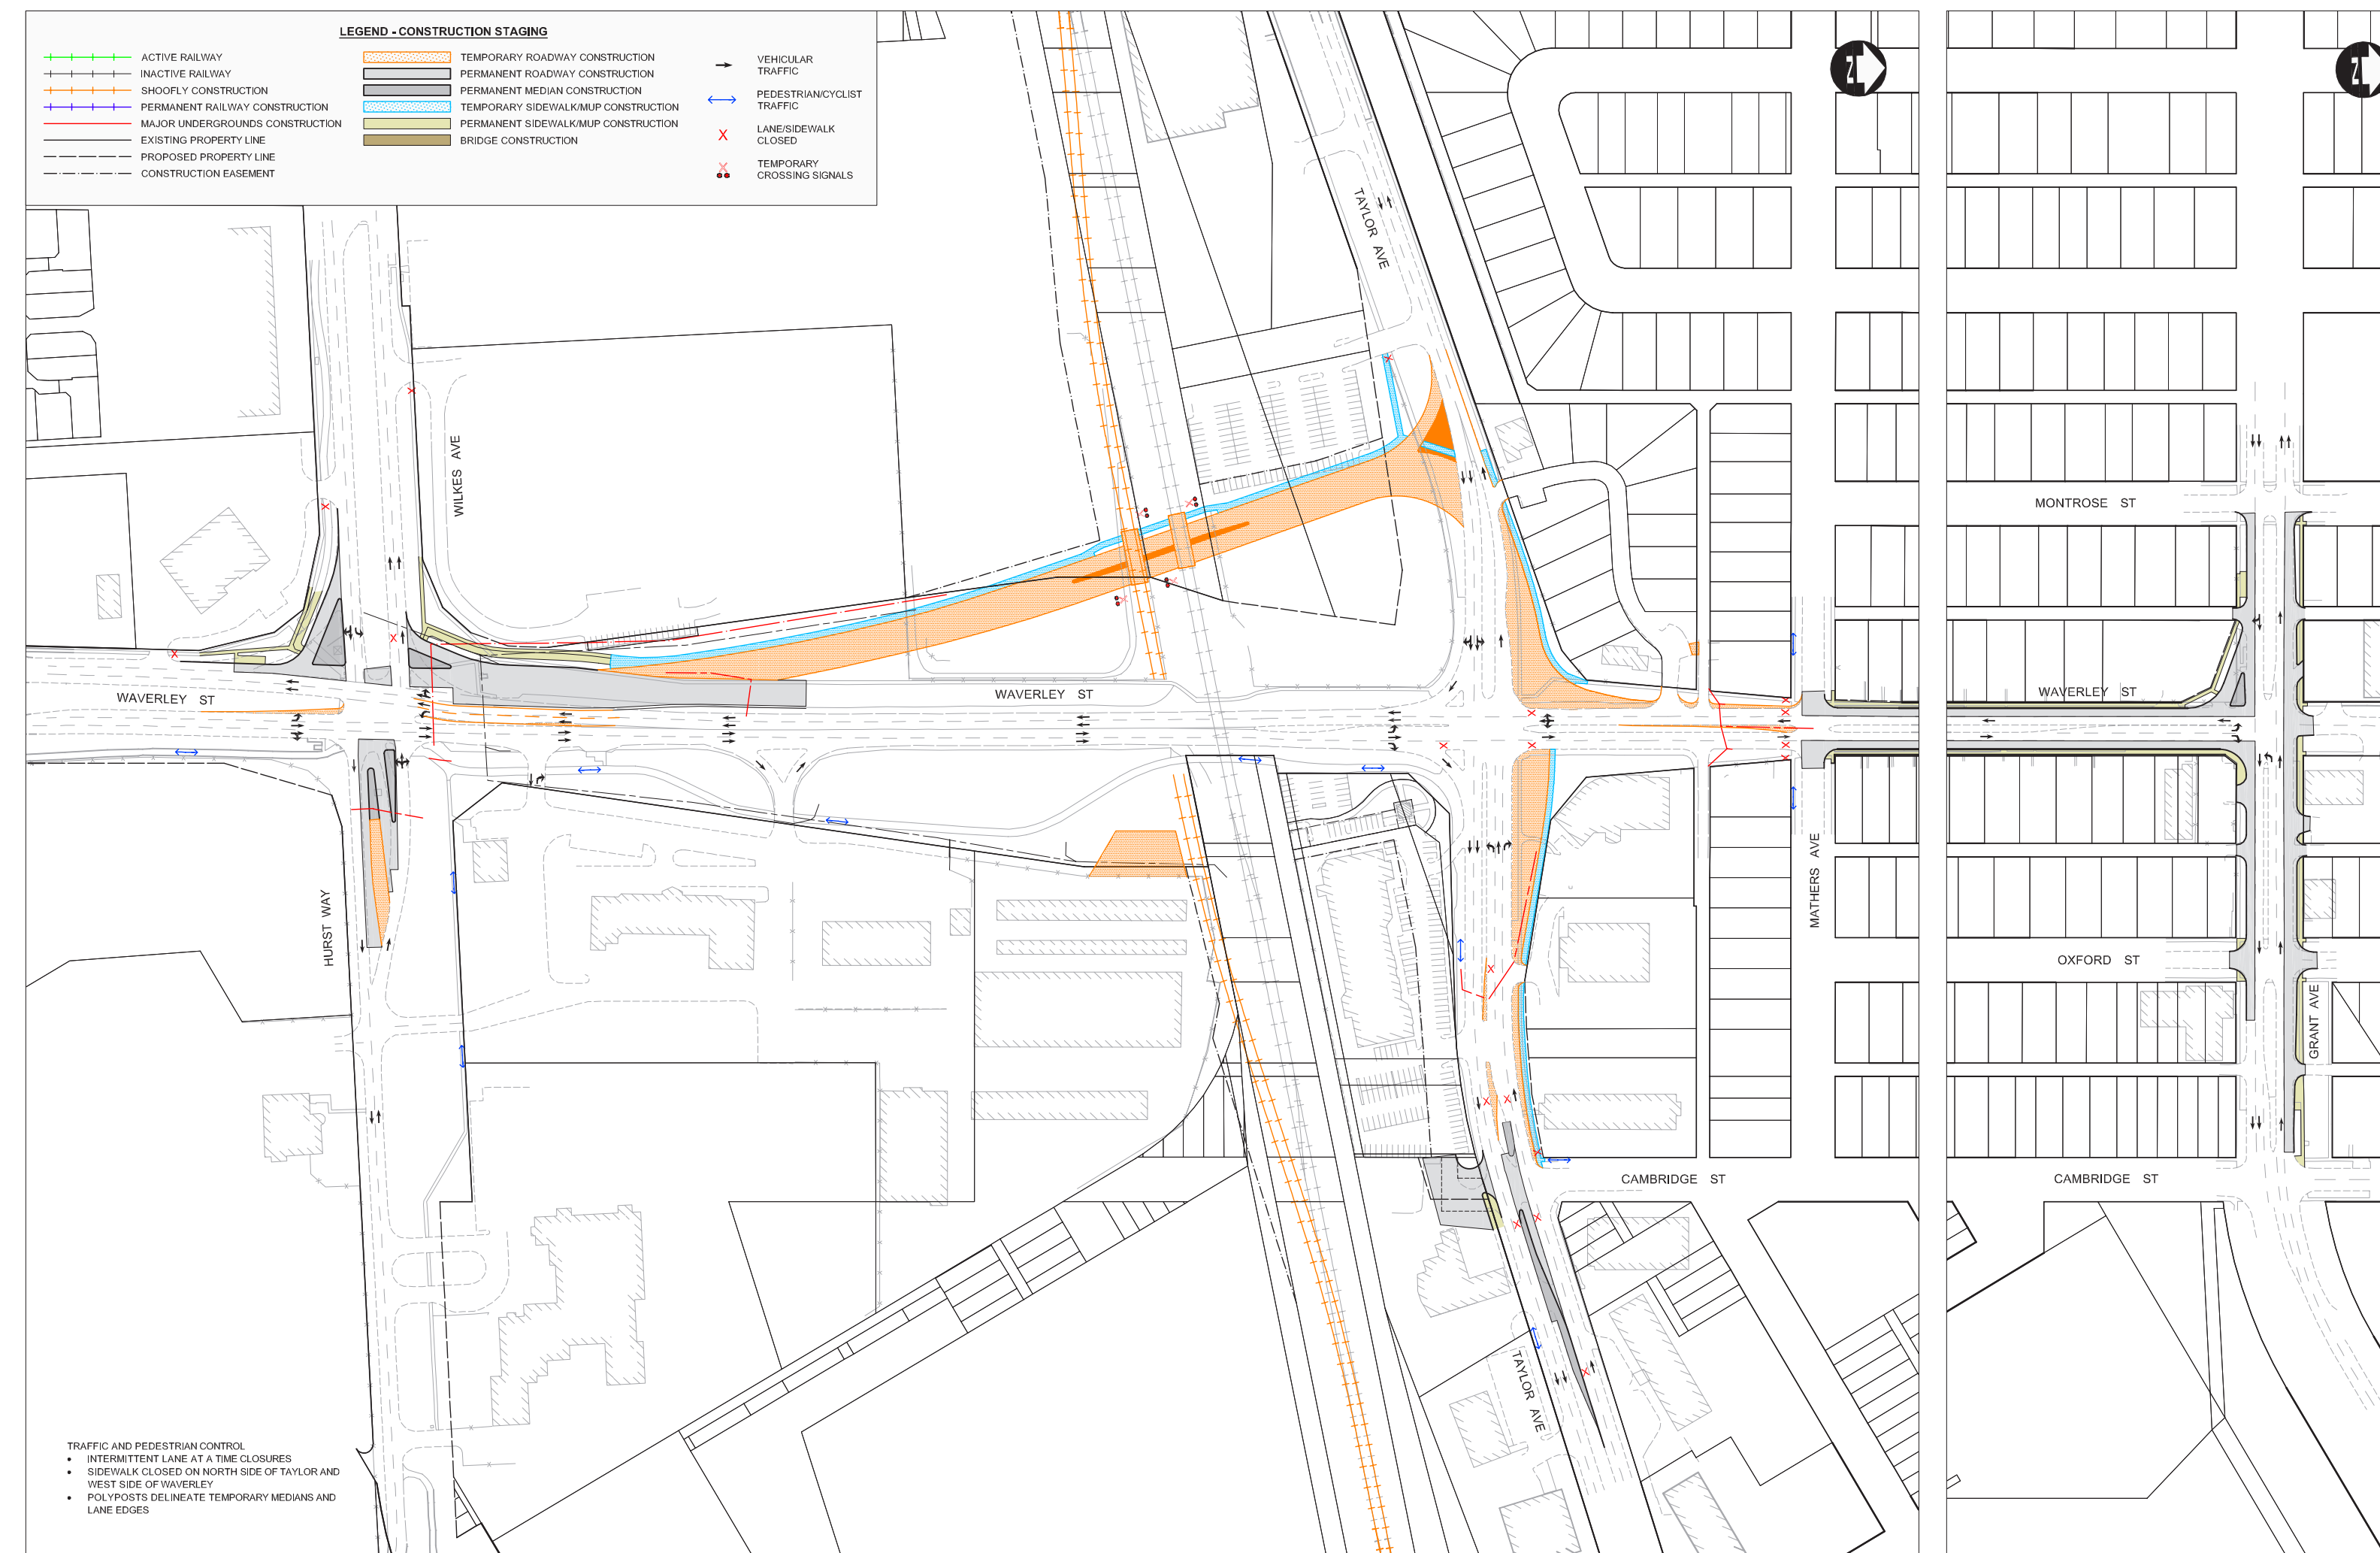 LEGEND - CONSTRUCTION STAGING
ACTIVE RAILWAY
INACTIVE RAILWAY
SHOOFLY CONSTRUCTION
PERMANENT RAILWAY CONSTRUCTION
MAJOR UNDERGROUNDS CONSTRUCTION
EXISTING PROPERTY LINE
PROPOSED PROPERTY LINE
CONSTRUCTION EASEMENT
TEMPORARY ROADWAY CONSTRUCTION
PERMANENT ROADWAY CONSTRUCTION
PERMANENT MEDIAN CONSTRUCTION
TEMPORARY SIDEWALK/MUP CONSTRUCTION
PERMANENT SIDEWALK/MUP CONSTRUCTION
BRIDGE CONSTRUCTION
VEHICULAR
TRAFFIC
PEDESTRIAN/CYCLIST
TRAFFIC
LANE/SIDEWALK
CLOSED
TEMPORARY
CROSSING SIGNALS
N
N
TAYLOR AVE
WILKES AVE
MONTROSE ST
WAVERLEY ST
WAVERLEY ST
WAVERLEY ST
MATHERS AVE
HURST WAY
OXFORD ST
GRANT AVE
CAMBRIDGE ST
CAMBRIDGE ST
TAYLOR AVE
TRAFFIC AND PEDESTRIAN CONTROL
• INTERMITTENT LANE AT A TIME CLOSURES
• SIDEWALK CLOSED ON NORTH SIDE OF TAYLOR AND
WEST SIDE OF WAVERLEY
• POLYPOSTS DELINEATE TEMPORARY MEDIANS AND
LANE EDGES